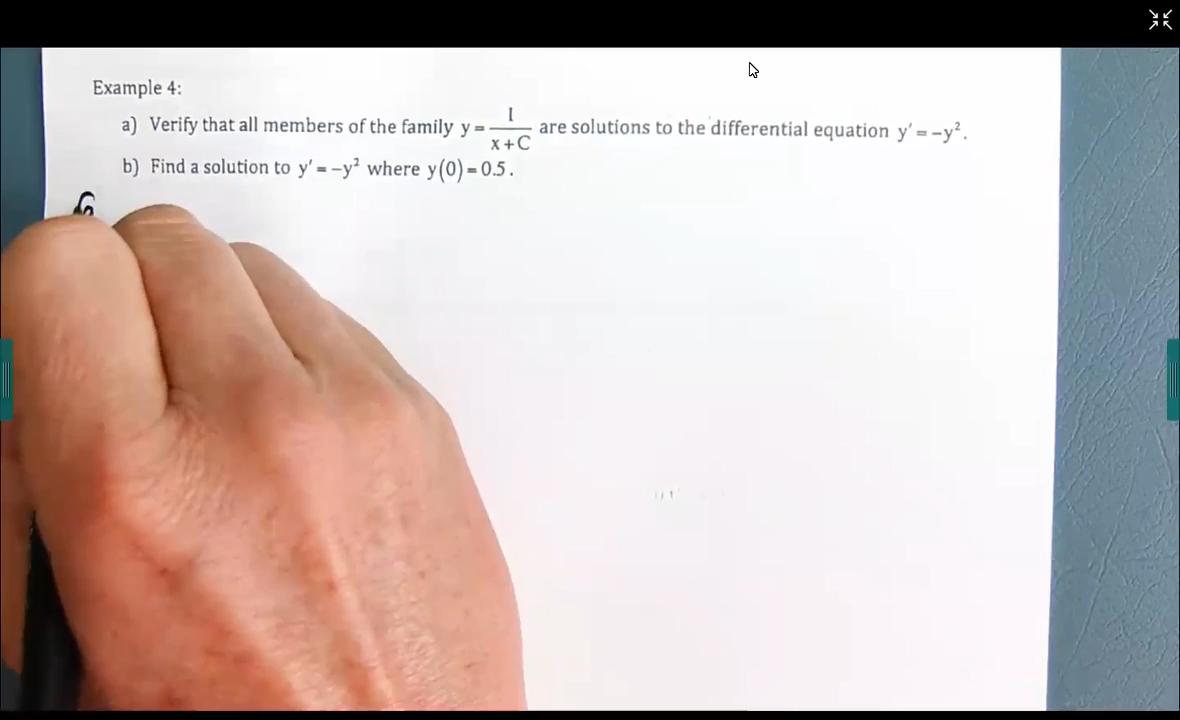 Example 4:
a) Verify that all members of the family y = 1/(x+C) are solutions to the differential equation y′ = −y².
b) Find a solution to y′ = −y² where y(0) = 0.5.